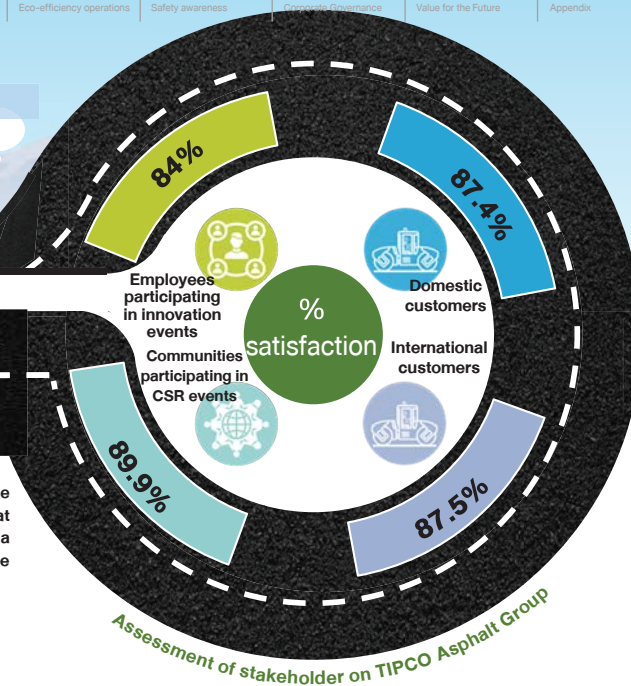 Eco-efficiency operations
Safety awareness
Corporate Governance
Value for the Future
Appendix
84%
87.4%
Employees
participating
in innovation
events
Domestic
customers
%
satisfaction
Communities
participating in
CSR events
International
customers
89.9%
87.5%
e
at
a
e
Assessment of stakeholder on TIPCO Asphalt Group